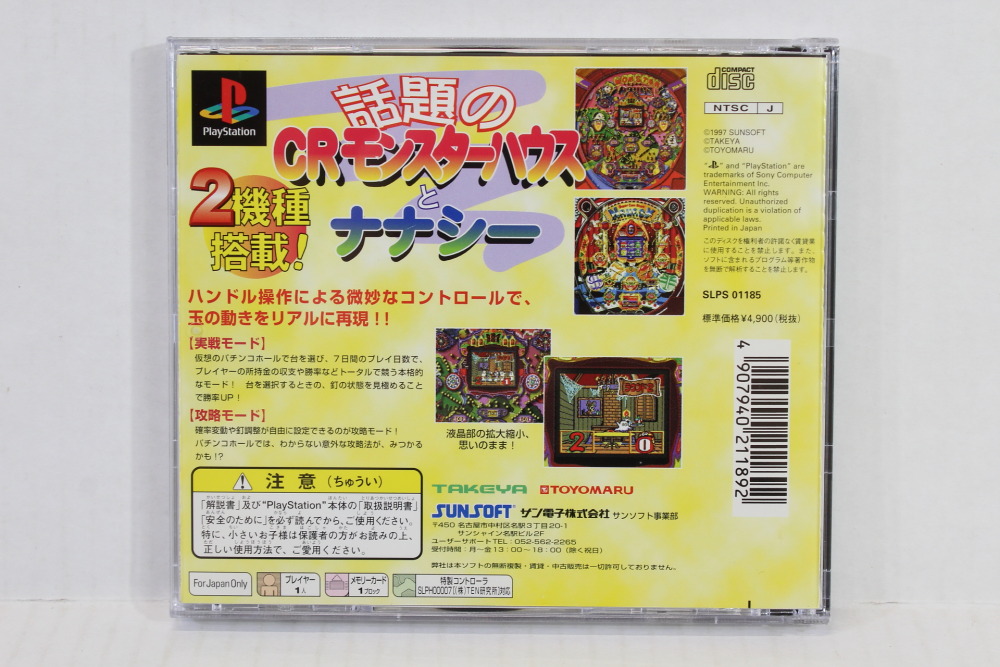 PlayStation
話題の
CRモンスターハウス
と
ナナシー
2機種
搭載!
ハンドル操作による微妙なコントロールで、
玉の動きをリアルに再現!!
【実戦モード】
仮想のパチンコホールで台を選び、7日間のプレイ日数で、
プレイヤーの所持金の収支や勝率などトータルで競う本格的
なモード! 台を選択するときの、釘の状態を見極めること
で勝率UP!
【攻略モード】
確率変動や釘調整が自由に設定できるのが攻略モード!
パチンコホールでは、わからない意外な攻略法が、みつかる
かも!?
液晶部の拡大縮小、
思いのまま!
2 0
注意(ちゅうい)
「解説書」及び"PlayStation"本体の「取扱説明書」
「安全のために」を必ず読んでから、ご使用ください。
特に、小さいお子様は保護者の方がお読みの上、
正しい使用方法で、ご愛用ください。
For Japan Only
プレイヤー
1人
メモリーカード
1ブロック
特製コントローラ
SLPH00007[(株)TEN研究所]対応
COMPACT
disc
NTSC J
©1997 SUNSOFT
©TAKEYA
©TOYOMARU
" " and "PlayStation" are
trademarks of Sony Computer
Entertainment Inc.
WARNING: All rights
reserved. Unauthorized
duplication is a violation of
applicable laws.
Printed in Japan
このディスクを権利者の許諾なく賃貸業
に使用することを禁止します。また、
ソフトに含まれるプログラム等著作物
を無断で解析することを禁止します。
SLPS 01185
標準価格¥4,900(税抜)
4 907940 211892
TAKEYA TOYOMARU
SUNSOFT サン電子株式会社 サンソフト事業部
〒450 名古屋市中村区名駅3丁目20-1
サンシャイン名駅ビル2F
ユーザーサポートTEL:052-562-2265
受付時間:月〜金13:00〜18:00(除く祝日)
弊社は本ソフトの無断複製・賃貸・中古販売は一切許可しておりません。